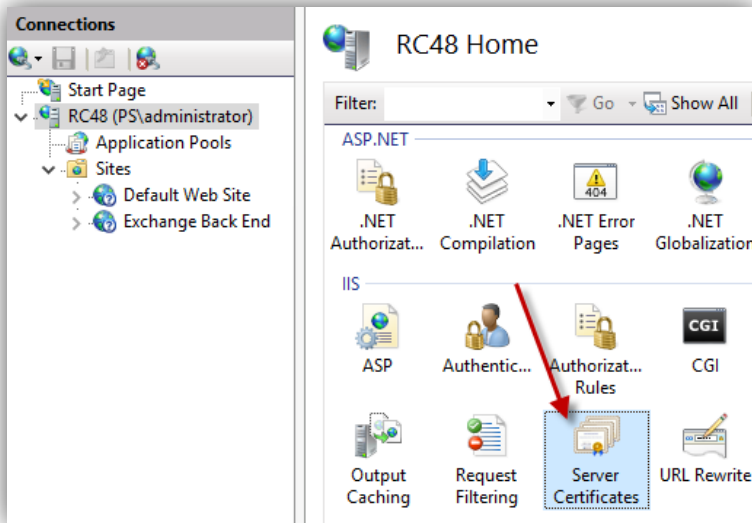 Connections
Start Page
RC48 (PS\administrator)
Application Pools
Sites
Default Web Site
Exchange Back End
RC48 Home
Filter:
Go
Show All
ASP.NET
404
.NET
Authorizat...
.NET
Compilation
.NET Error
Pages
.NET
Globalization
IIS
ASP
Authentic...
Authorizat...
Rules
CGI
CGI
Output
Caching
Request
Filtering
Server
Certificates
URL Rewrite